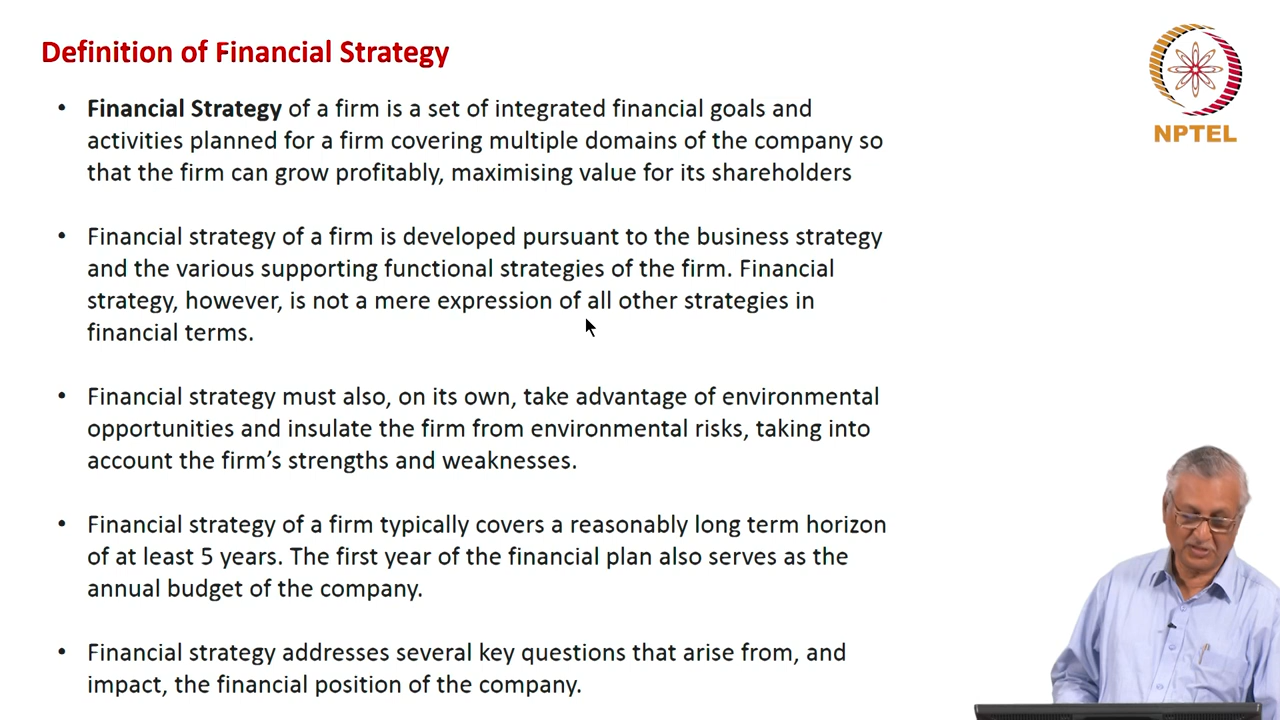 Definition of Financial Strategy
NPTEL
• Financial Strategy of a firm is a set of integrated financial goals and
activities planned for a firm covering multiple domains of the company so
that the firm can grow profitably, maximising value for its shareholders
• Financial strategy of a firm is developed pursuant to the business strategy
and the various supporting functional strategies of the firm. Financial
strategy, however, is not a mere expression of all other strategies in
financial terms.
• Financial strategy must also, on its own, take advantage of environmental
opportunities and insulate the firm from environmental risks, taking into
account the firm’s strengths and weaknesses.
• Financial strategy of a firm typically covers a reasonably long term horizon
of at least 5 years. The first year of the financial plan also serves as the
annual budget of the company.
• Financial strategy addresses several key questions that arise from, and
impact, the financial position of the company.